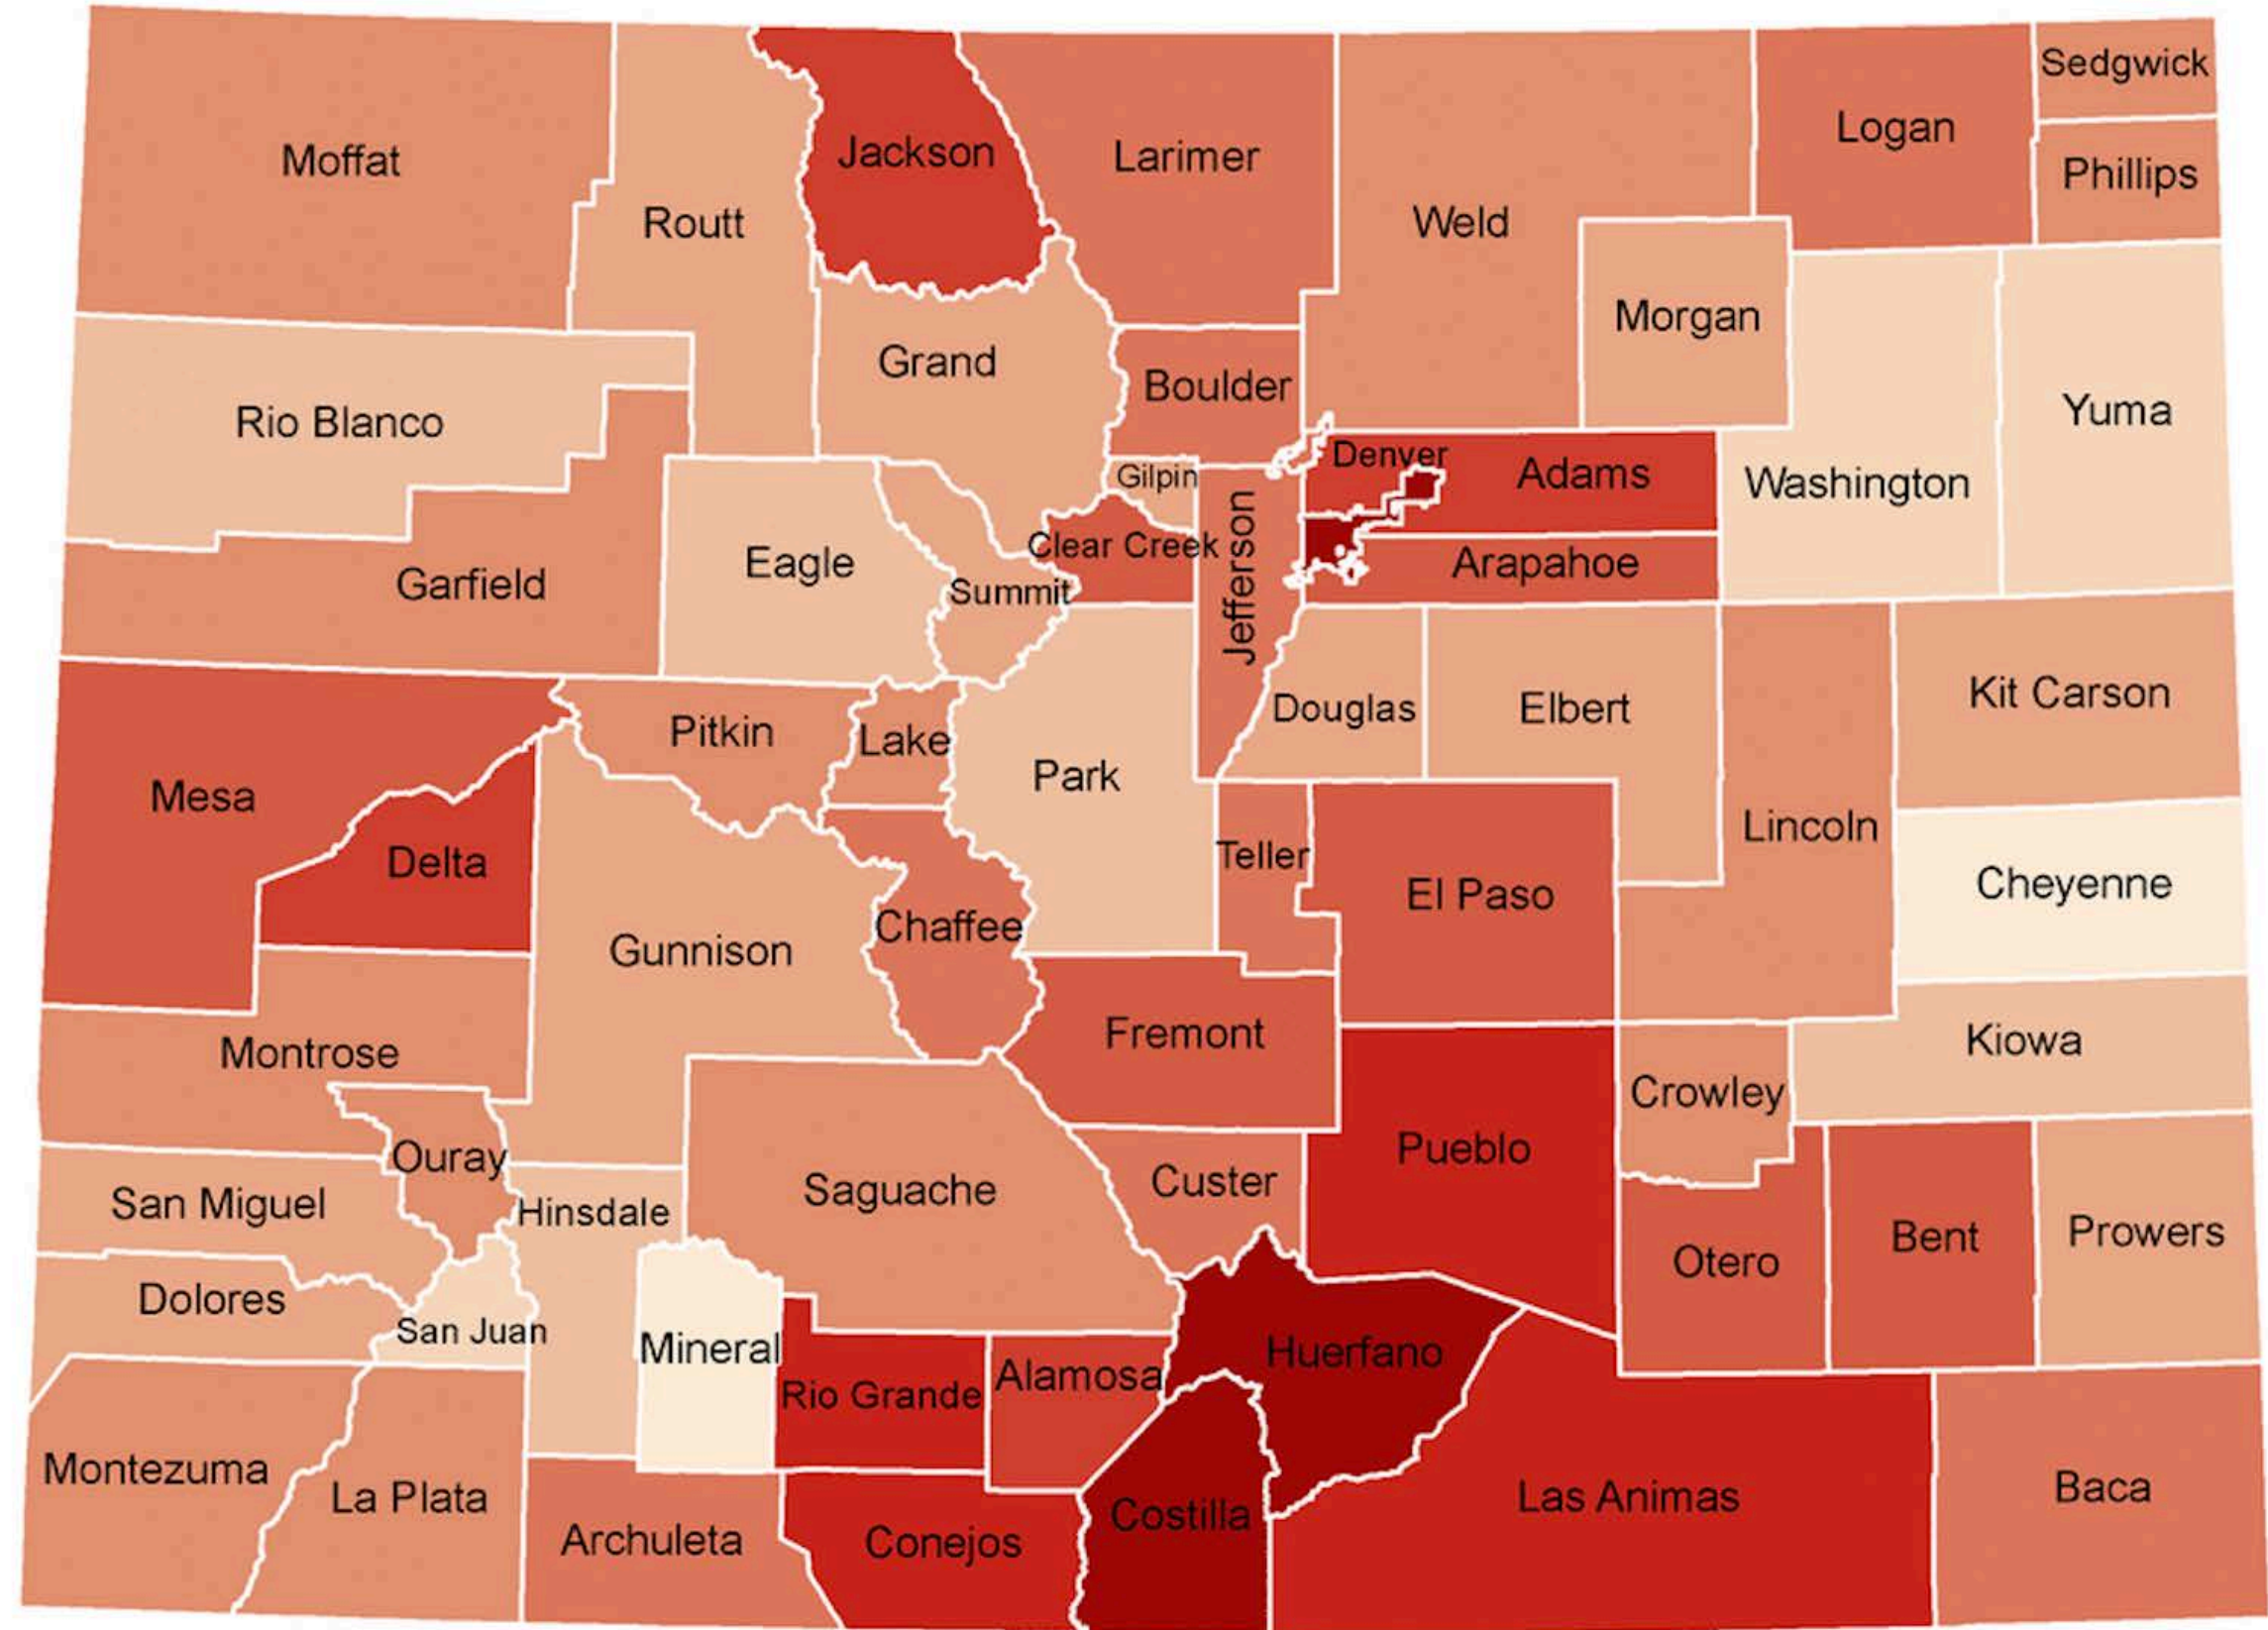 Sedgwick
Logan
Jackson
Larimer
Moffat
Phillips
Routt
Weld
Morgan
Grand
Boulder
Yuma
Rio Blanco
Denver
Adams
Gilpin
Washington
Clear Creek
Jefferson
Eagle
Arapahoe
Garfield
Summit
Kit Carson
Douglas
Elbert
Pitkin
Lake
Park
Mesa
Lincoln
Teller
Delta
Cheyenne
El Paso
Chaffee
Gunnison
Fremont
Kiowa
Montrose
Crowley
Pueblo
Ouray
Custer
Saguache
San Miguel
Hinsdale
Prowers
Bent
Otero
Dolores
San Juan
Mineral
Huerfano
Alamosa
Rio Grande
Montezuma
Baca
La Plata
Las Animas
Costilla
Archuleta
Conejos